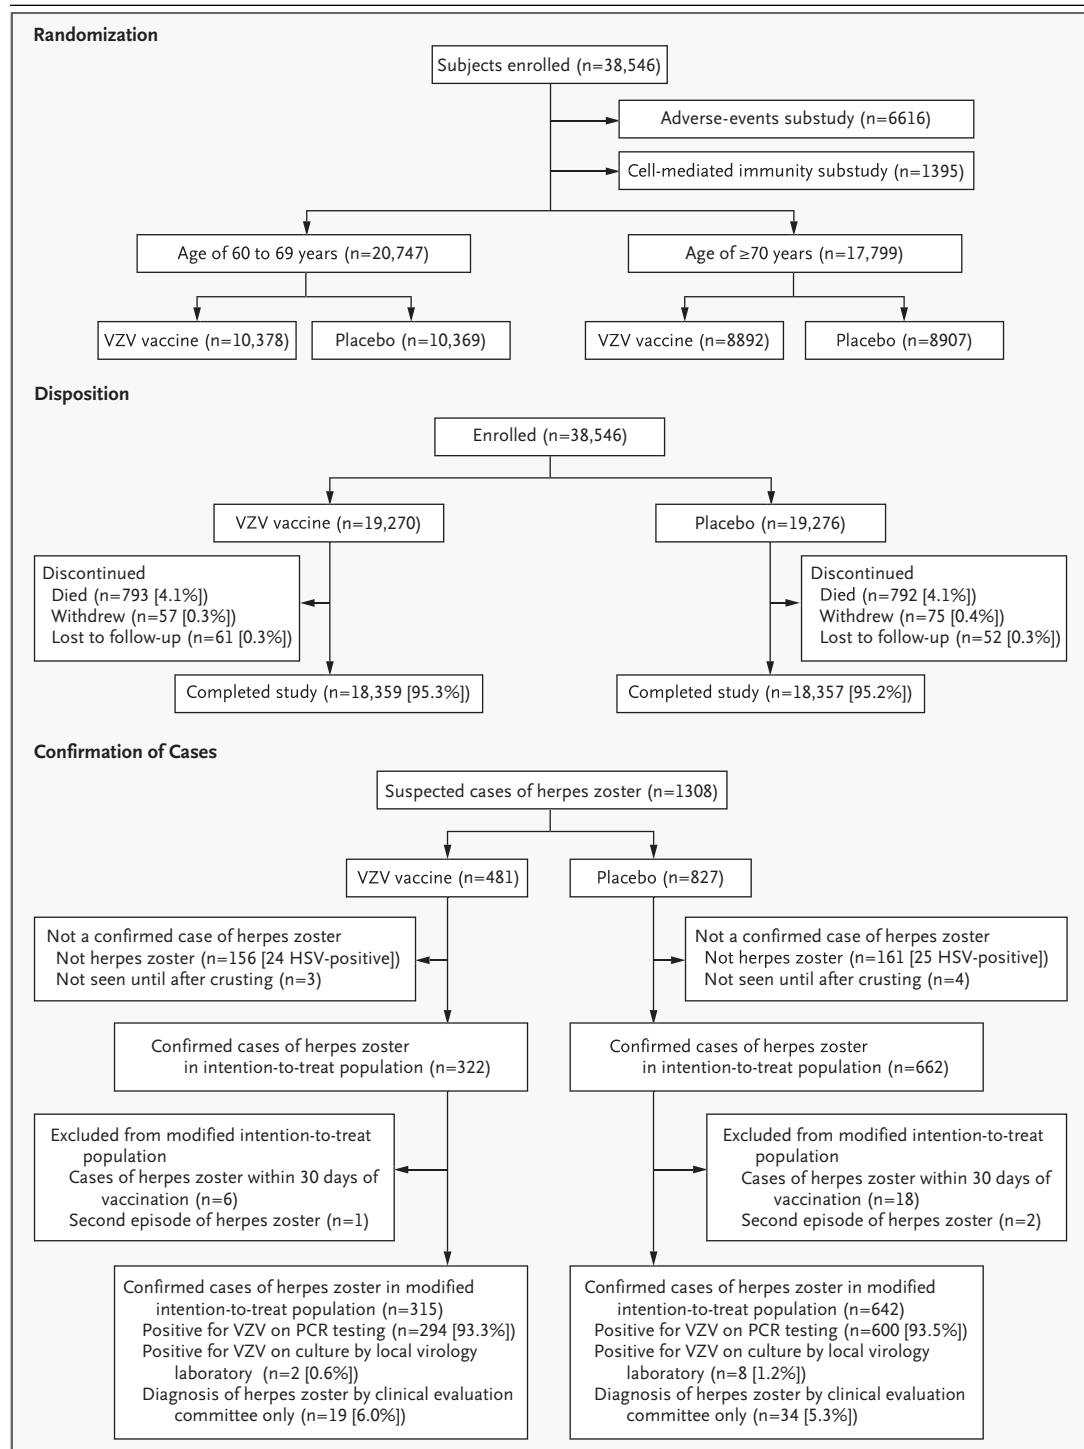 Randomization
Subjects enrolled (n=38,546)
Adverse-events substudy (n=6616)
Cell-mediated immunity substudy (n=1395)
Age of 60 to 69 years (n=20,747)
Age of ≥70 years (n=17,799)
VZV vaccine (n=10,378)
Placebo (n=10,369)
VZV vaccine (n=8892)
Placebo (n=8907)
Disposition
Enrolled (n=38,546)
VZV vaccine (n=19,270)
Placebo (n=19,276)
Discontinued
Died (n=793 [4.1%])
Withdrew (n=57 [0.3%])
Lost to follow-up (n=61 [0.3%])
Discontinued
Died (n=792 [4.1%])
Withdrew (n=75 [0.4%])
Lost to follow-up (n=52 [0.3%])
Completed study (n=18,359 [95.3%])
Completed study (n=18,357 [95.2%])
Confirmation of Cases
Suspected cases of herpes zoster (n=1308)
VZV vaccine (n=481)
Placebo (n=827)
Not a confirmed case of herpes zoster
Not herpes zoster (n=156 [24 HSV-positive])
Not seen until after crusting (n=3)
Not a confirmed case of herpes zoster
Not herpes zoster (n=161 [25 HSV-positive])
Not seen until after crusting (n=4)
Confirmed cases of herpes zoster
in intention-to-treat population (n=322)
Confirmed cases of herpes zoster
in intention-to-treat population (n=662)
Excluded from modified intention-to-treat
population
Cases of herpes zoster within 30 days of
vaccination (n=6)
Second episode of herpes zoster (n=1)
Excluded from modified intention-to-treat
population
Cases of herpes zoster within 30 days of
vaccination (n=18)
Second episode of herpes zoster (n=2)
Confirmed cases of herpes zoster in modified
intention-to-treat population (n=315)
Positive for VZV on PCR testing (n=294 [93.3%])
Positive for VZV on culture by local virology
laboratory (n=2 [0.6%])
Diagnosis of herpes zoster by clinical evaluation
committee only (n=19 [6.0%])
Confirmed cases of herpes zoster in modified
intention-to-treat population (n=642)
Positive for VZV on PCR testing (n=600 [93.5%])
Positive for VZV on culture by local virology
laboratory (n=8 [1.2%])
Diagnosis of herpes zoster by clinical evaluation
committee only (n=34 [5.3%])